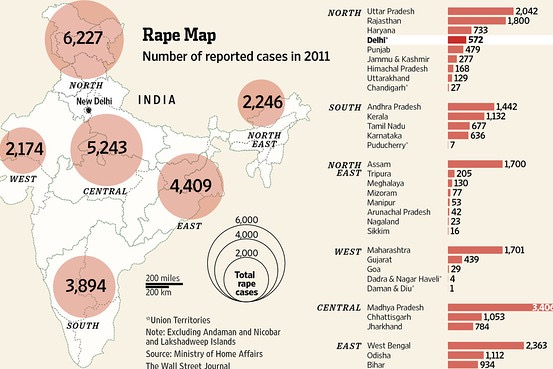 Rape Map
Number of reported cases in 2011
6,227
NORTH
New Delhi
INDIA
2,246
NORTH
EAST
2,174
WEST
5,243
CENTRAL
4,409
EAST
3,894
SOUTH
6,000
4,000
2,000
Total
rape
cases
200 miles
200 km
*Union Territories
Note: Excluding Andaman and Nicobar
and Lakshadweep Islands
Source: Ministry of Home Affairs
The Wall Street Journal
NORTH Uttar Pradesh 2,042
Rajasthan 1,800
Haryana 733
Delhi* 572
Punjab 479
Jammu & Kashmir 277
Himachal Pradesh 168
Uttarakhand 129
Chandigarh* 27
SOUTH Andhra Pradesh 1,442
Kerala 1,132
Tamil Nadu 677
Karnataka 636
Puducherry* 7
NORTH Assam 1,700
EAST Tripura 205
Meghalaya 130
Mizoram 77
Manipur 53
Arunachal Pradesh 42
Nagaland 23
Sikkim 16
WEST Maharashtra 1,701
Gujarat 439
Goa 29
Dadra & Nagar Haveli* 4
Daman & Diu* 1
CENTRAL Madhya Pradesh 3,406
Chhattisgarh 1,053
Jharkhand 784
EAST West Bengal 2,363
Odisha 1,112
Bihar 934